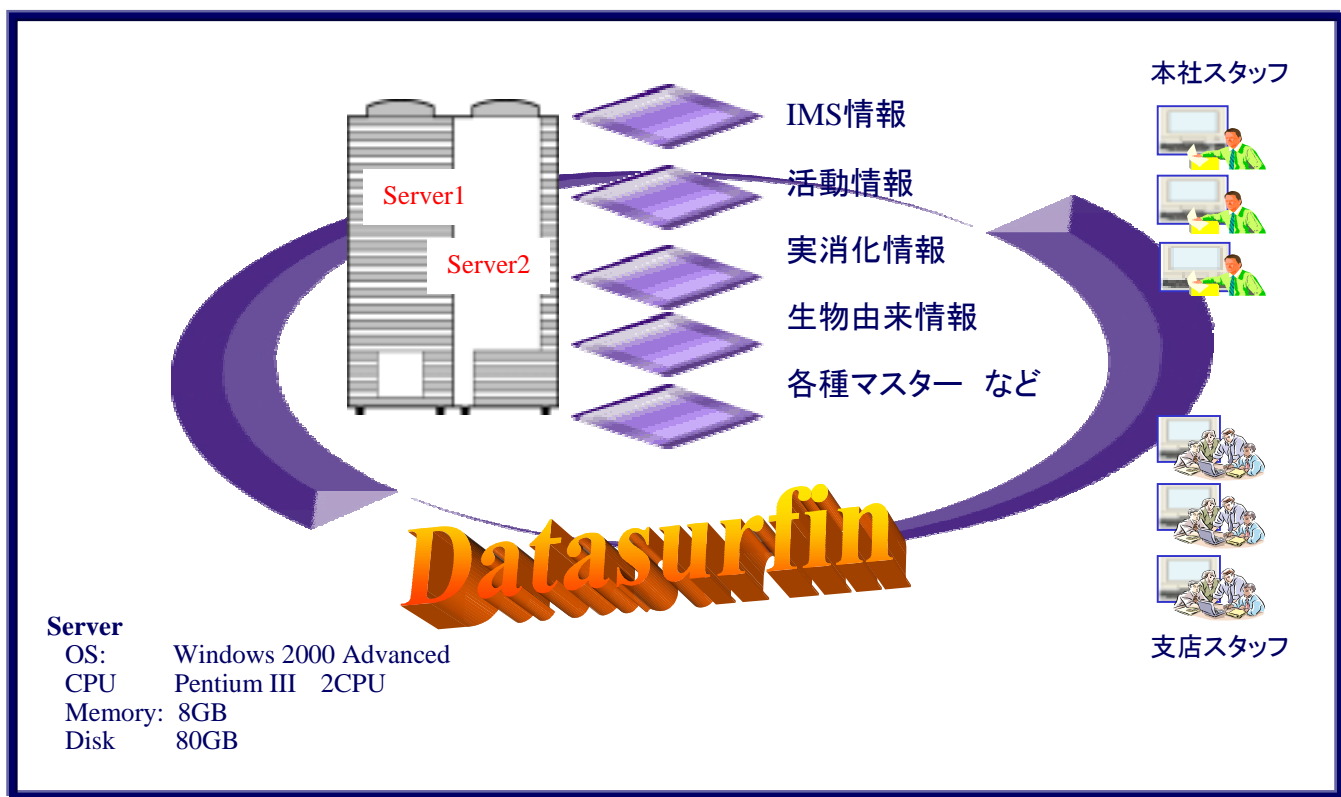 本社スタッフ
IMS情報
活動情報
Server1
実消化情報
Server2
生物由来情報
各種マスター など
Datasurfin
Server
OS: Windows 2000 Advanced
CPU Pentium III 2CPU
Memory: 8GB
Disk 80GB
支店スタッフ